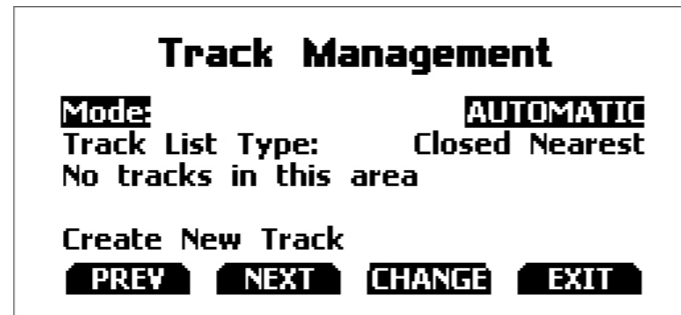 Track Management
Mode: AUTOMATIC
Track List Type: Closed Nearest
No tracks in this area
Create New Track
PREV NEXT CHANGE EXIT